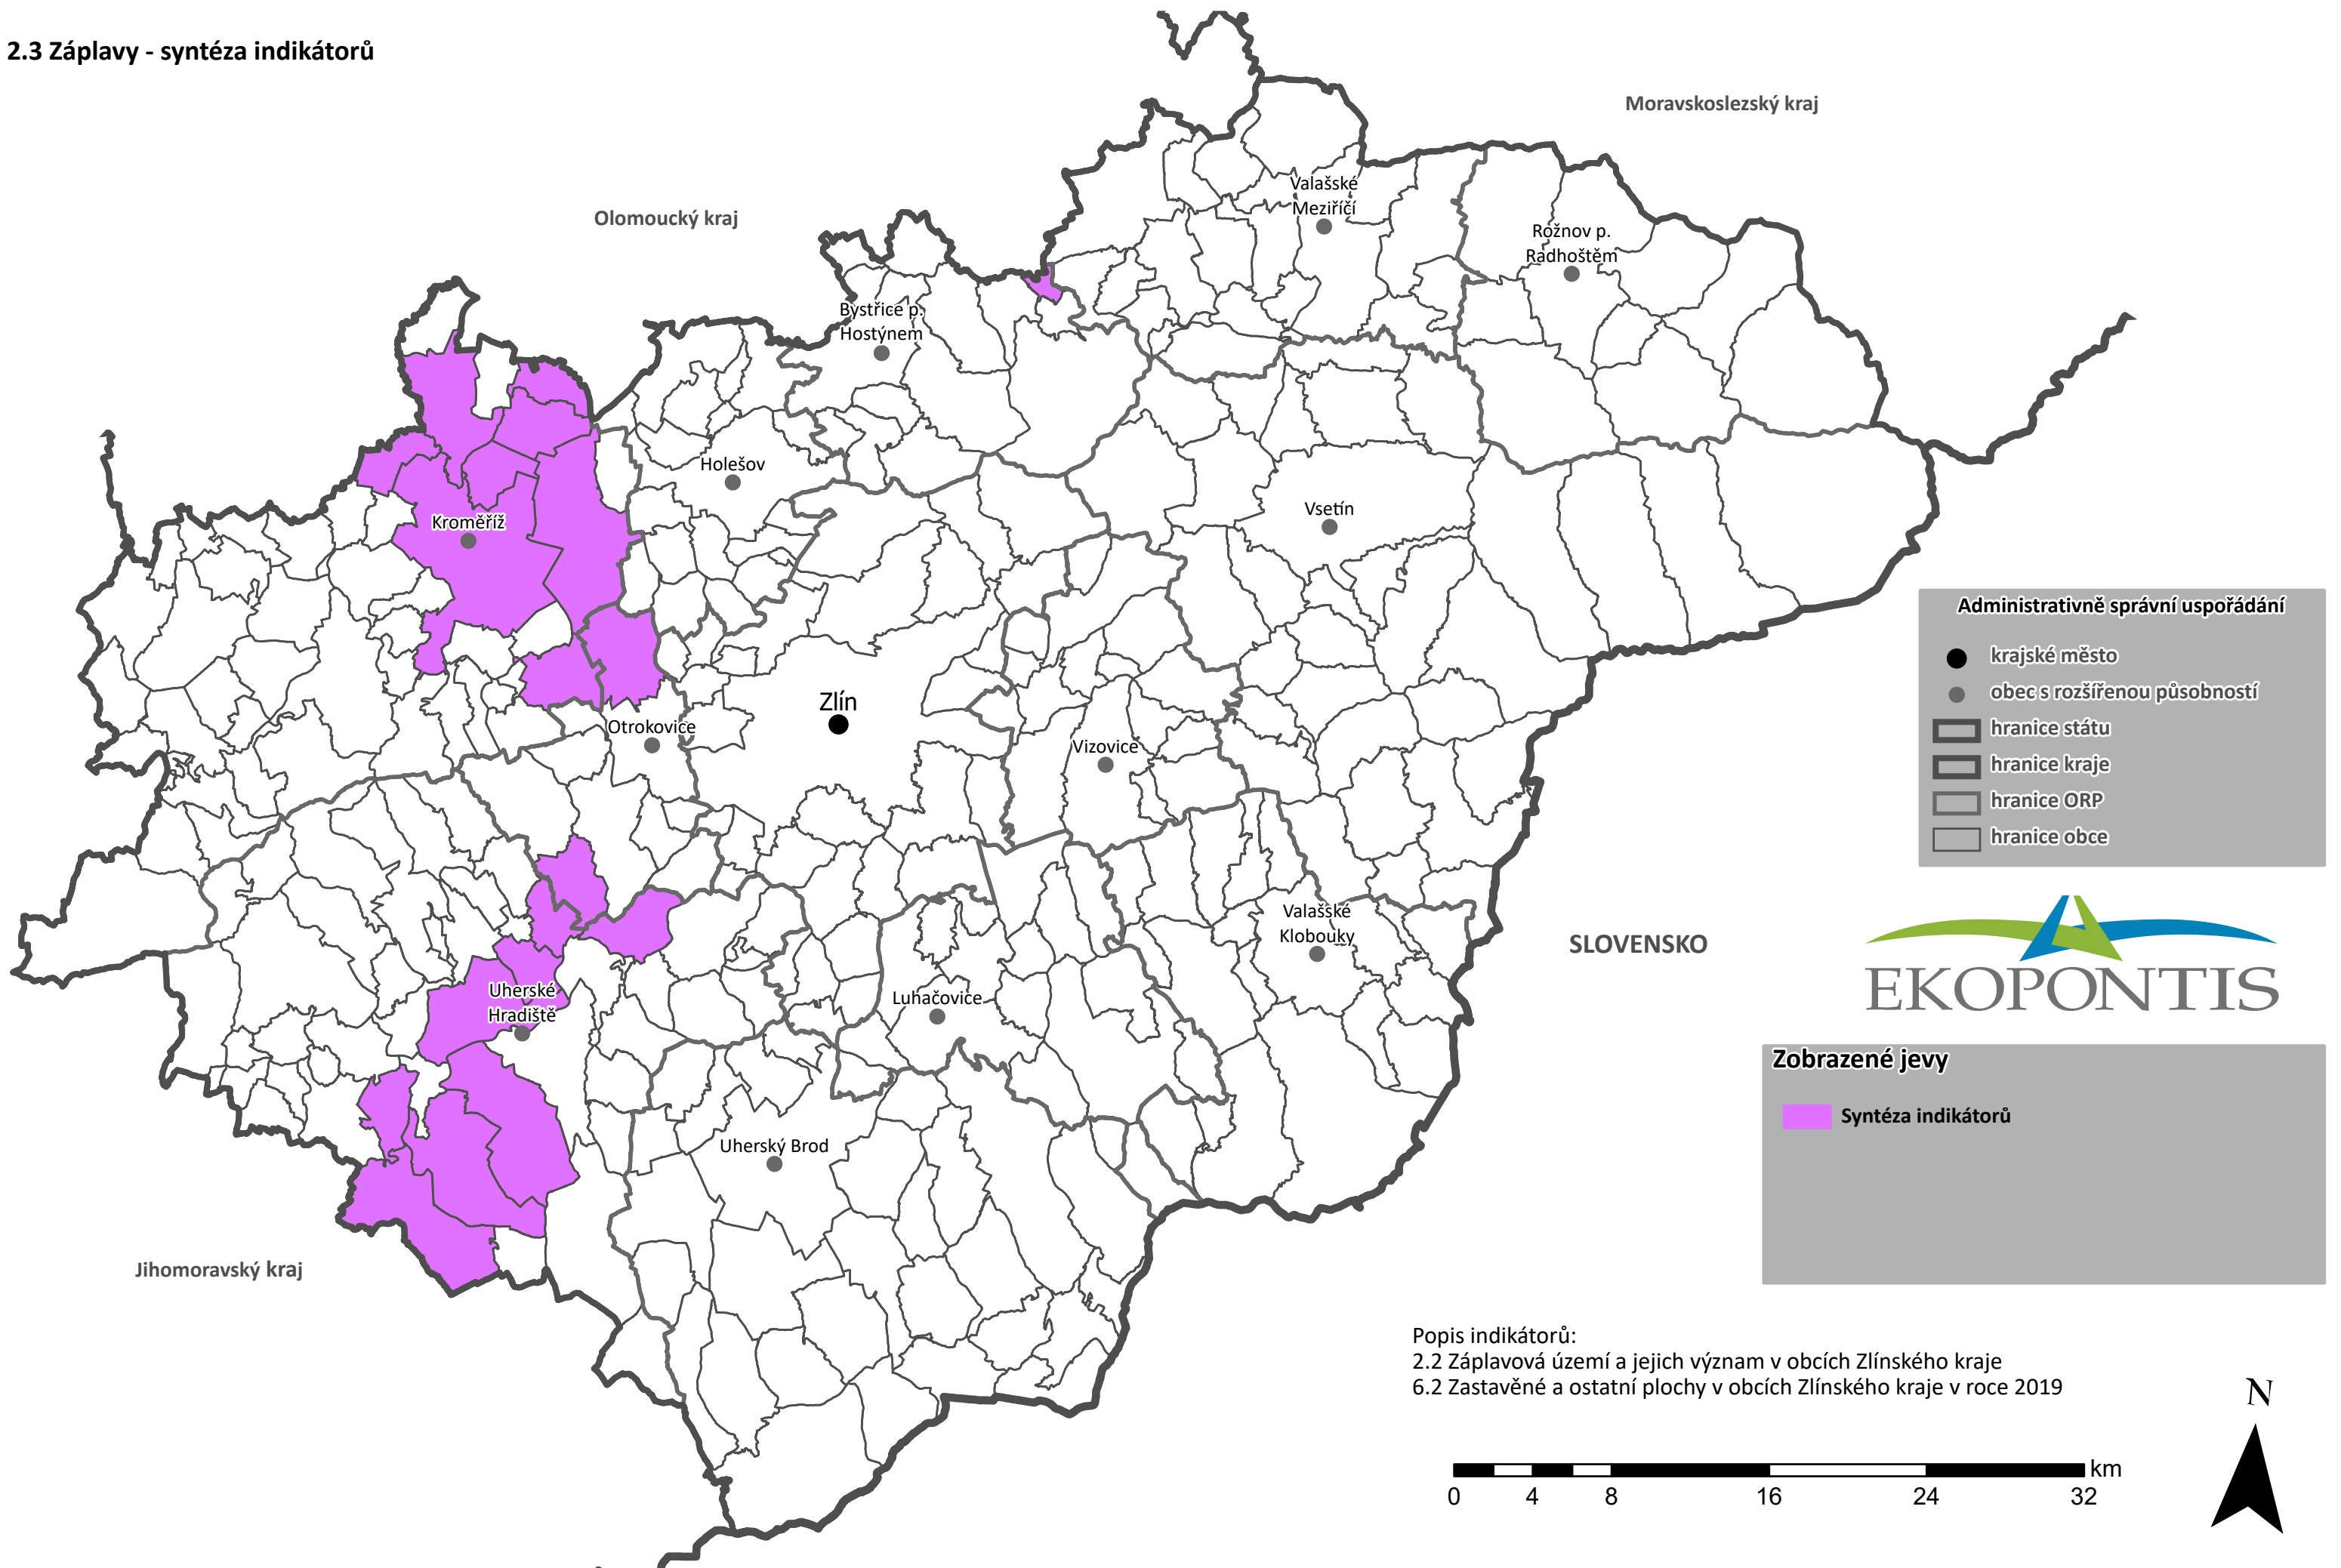 2.3 Záplavy - syntéza indikátorů
Moravskoslezský kraj
Olomoucký kraj
Valašské
Meziříčí
Rožnov p.
Radhoštěm
Bystřice p.
Hostýnem
Holešov
Kroměříž
Vsetín
Administrativně správní uspořádání
krajské město
obec s rozšířenou působností
hranice státu
hranice kraje
hranice ORP
hranice obce
Zlín
Otrokovice
Vizovice
Valašské
Klobouky
SLOVENSKO
EKOPONTIS
Uherské
Hradiště
Luhačovice
Zobrazené jevy
Syntéza indikátorů
Uherský Brod
Jihomoravský kraj
Popis indikátorů:
2.2 Záplavová území a jejich význam v obcích Zlínského kraje
6.2 Zastavěné a ostatní plochy v obcích Zlínského kraje v roce 2019
N
km
0 4 8 16 24 32